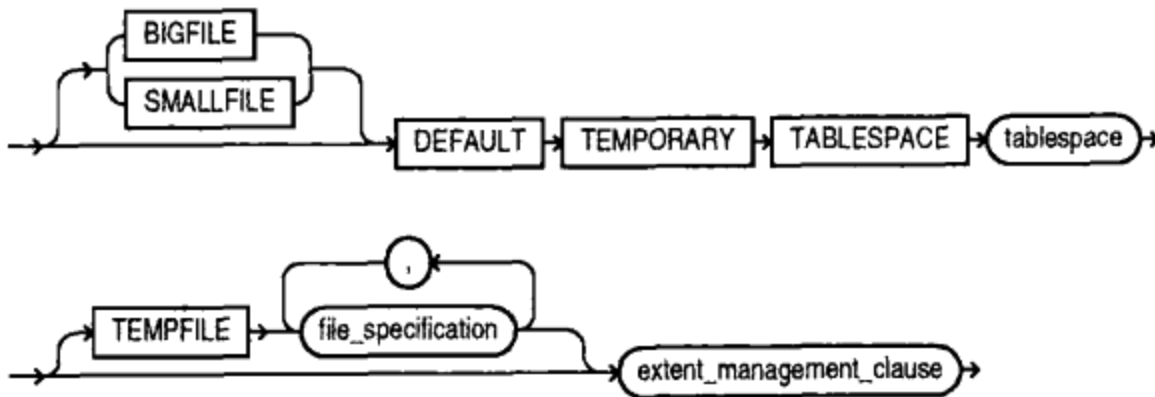 BIGFILE
SMALLFILE
DEFAULT TEMPORARY TABLESPACE tablespace
,
TEMPFILE file_specification
extent_management_clause